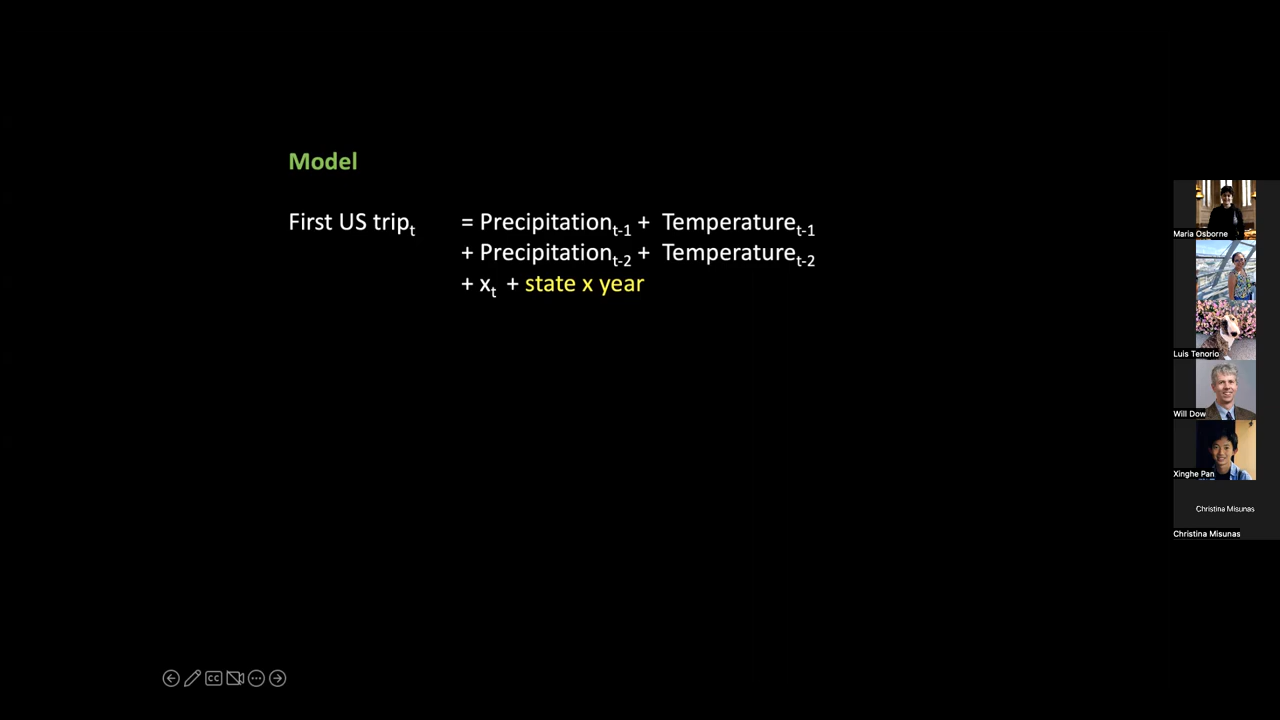 Model
First US tript = Precipitationt-1 + Temperaturet-1
+ Precipitationt-2 + Temperaturet-2
+ xt + state x year
Maria Osborne
Luis Tenorio
Will Dow
Xinghe Pan
Christina Misunas
Christina Misunas
CC